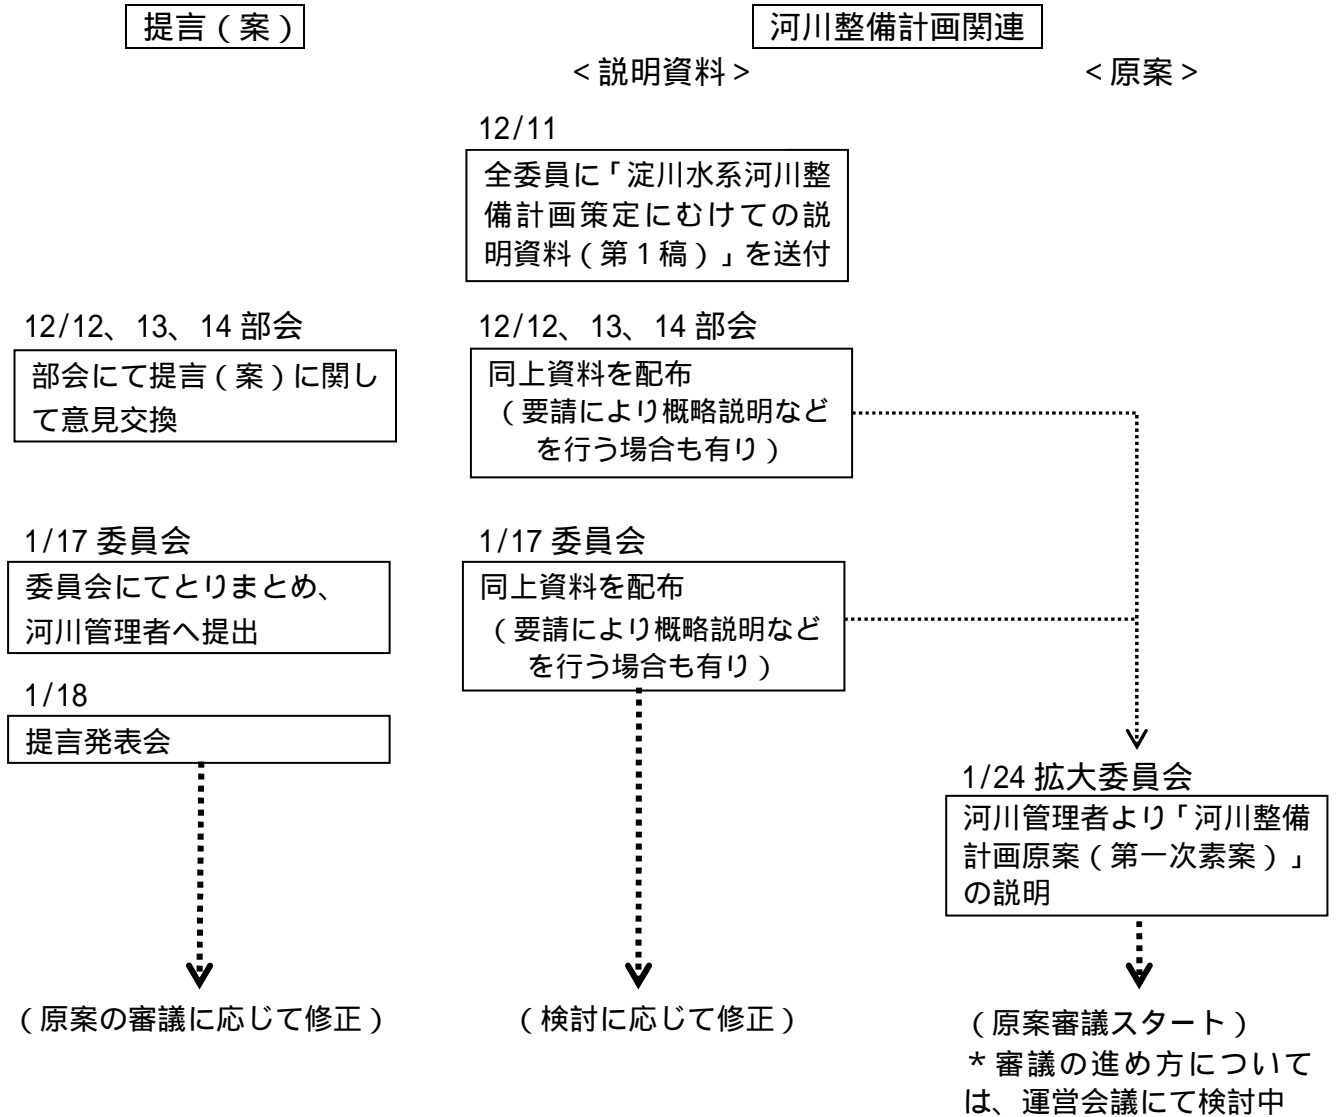 提言（案）
河川整備計画関連
＜説明資料＞
＜原案＞
12/11
全委員に「淀川水系河川整
備計画策定にむけての説
明資料（第１稿）」を送付
12/12、13、14 部会
部会にて提言（案）に関し
て意見交換
12/12、13、14 部会
同上資料を配布
（要請により概略説明など
を行う場合も有り）
1/17 委員会
委員会にてとりまとめ、
河川管理者へ提出
1/17 委員会
同上資料を配布
（要請により概略説明など
を行う場合も有り）
1/18
提言発表会
1/24 拡大委員会
河川管理者より「河川整備
計画原案（第一次素案）」
の説明
（原案の審議に応じて修正）
（検討に応じて修正）
（原案審議スタート）
＊審議の進め方について
は、運営会議にて検討中